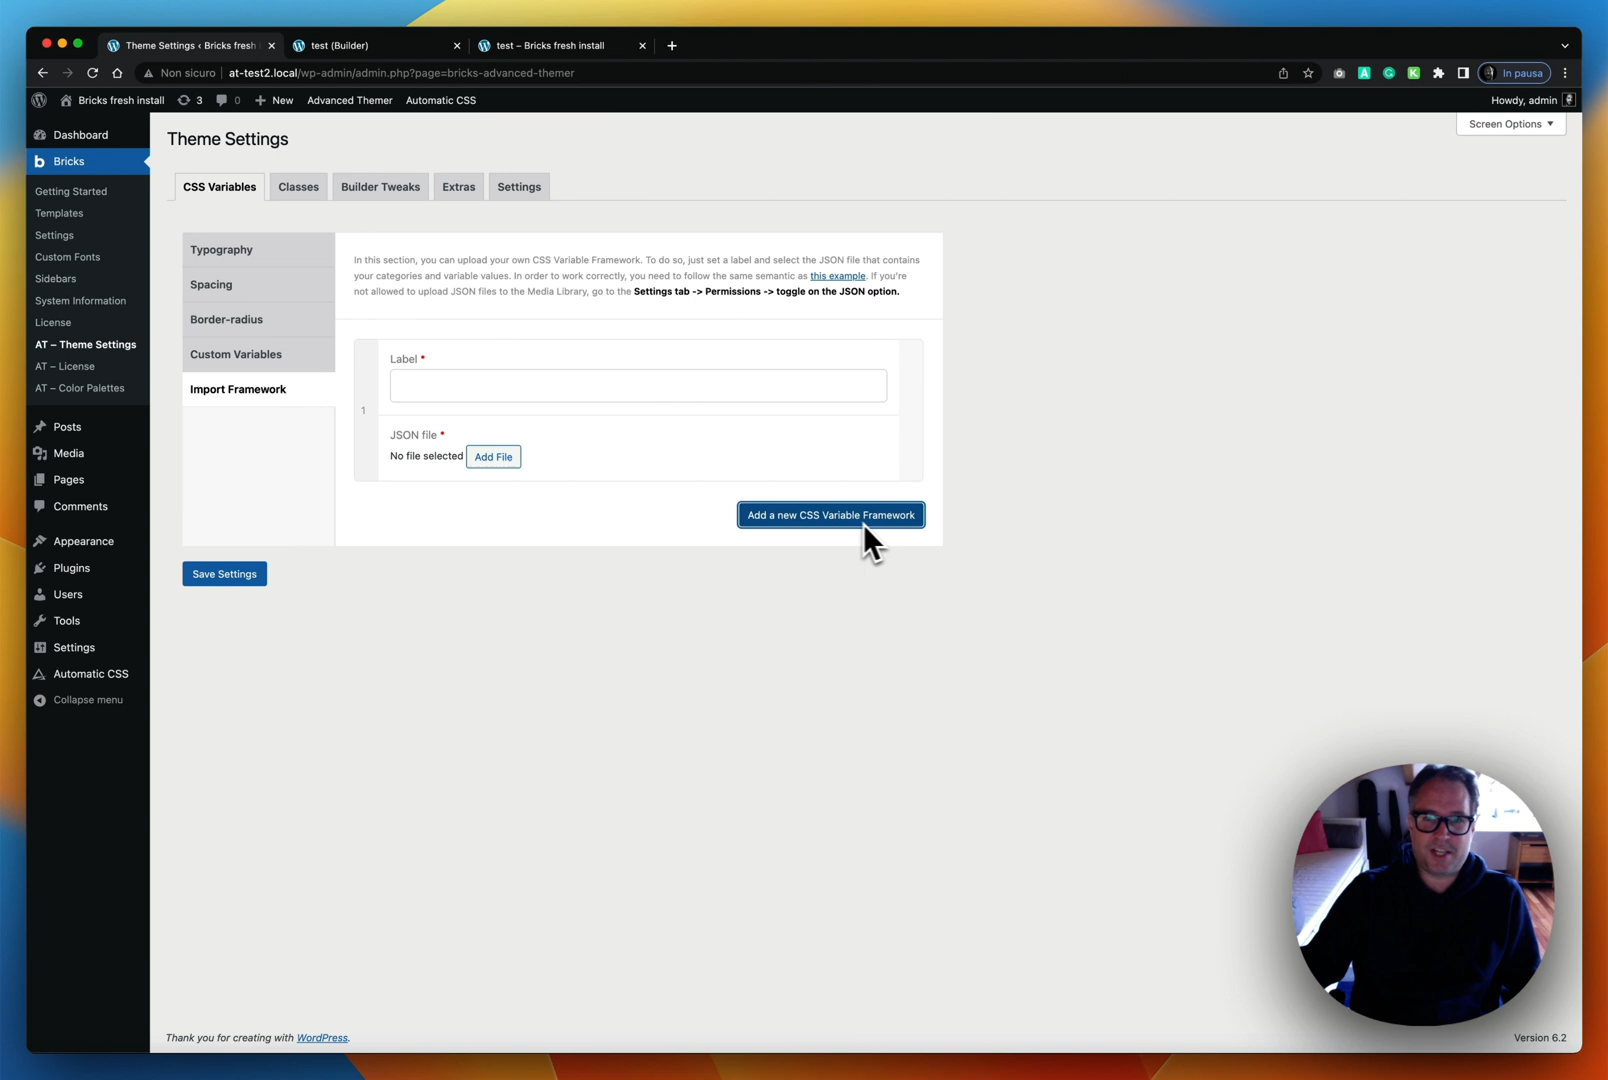 Theme Settings ‹ Bricks fresh
test (Builder)
test – Bricks fresh install
Non sicuro
at-test2.local/wp-admin/admin.php?page=bricks-advanced-themer
In pausa
Bricks fresh install
3
0
New
Advanced Themer
Automatic CSS
Howdy, admin
Screen Options
Dashboard
Bricks
Getting Started
Templates
Settings
Custom Fonts
Sidebars
System Information
License
AT – Theme Settings
AT – License
AT – Color Palettes
Posts
Media
Pages
Comments
Appearance
Plugins
Users
Tools
Settings
Automatic CSS
Collapse menu
Theme Settings
CSS Variables
Classes
Builder Tweaks
Extras
Settings
Typography
Spacing
Border-radius
Custom Variables
Import Framework
In this section, you can upload your own CSS Variable Framework. To do so, just set a label and select the JSON file that contains
your categories and variable values. In order to work correctly, you need to follow the same semantic as this example. If you're
not allowed to upload JSON files to the Media Library, go to the Settings tab -> Permissions -> toggle on the JSON option.
1
Label *
JSON file *
No file selected
Add File
Add a new CSS Variable Framework
Save Settings
Thank you for creating with WordPress.
Version 6.2